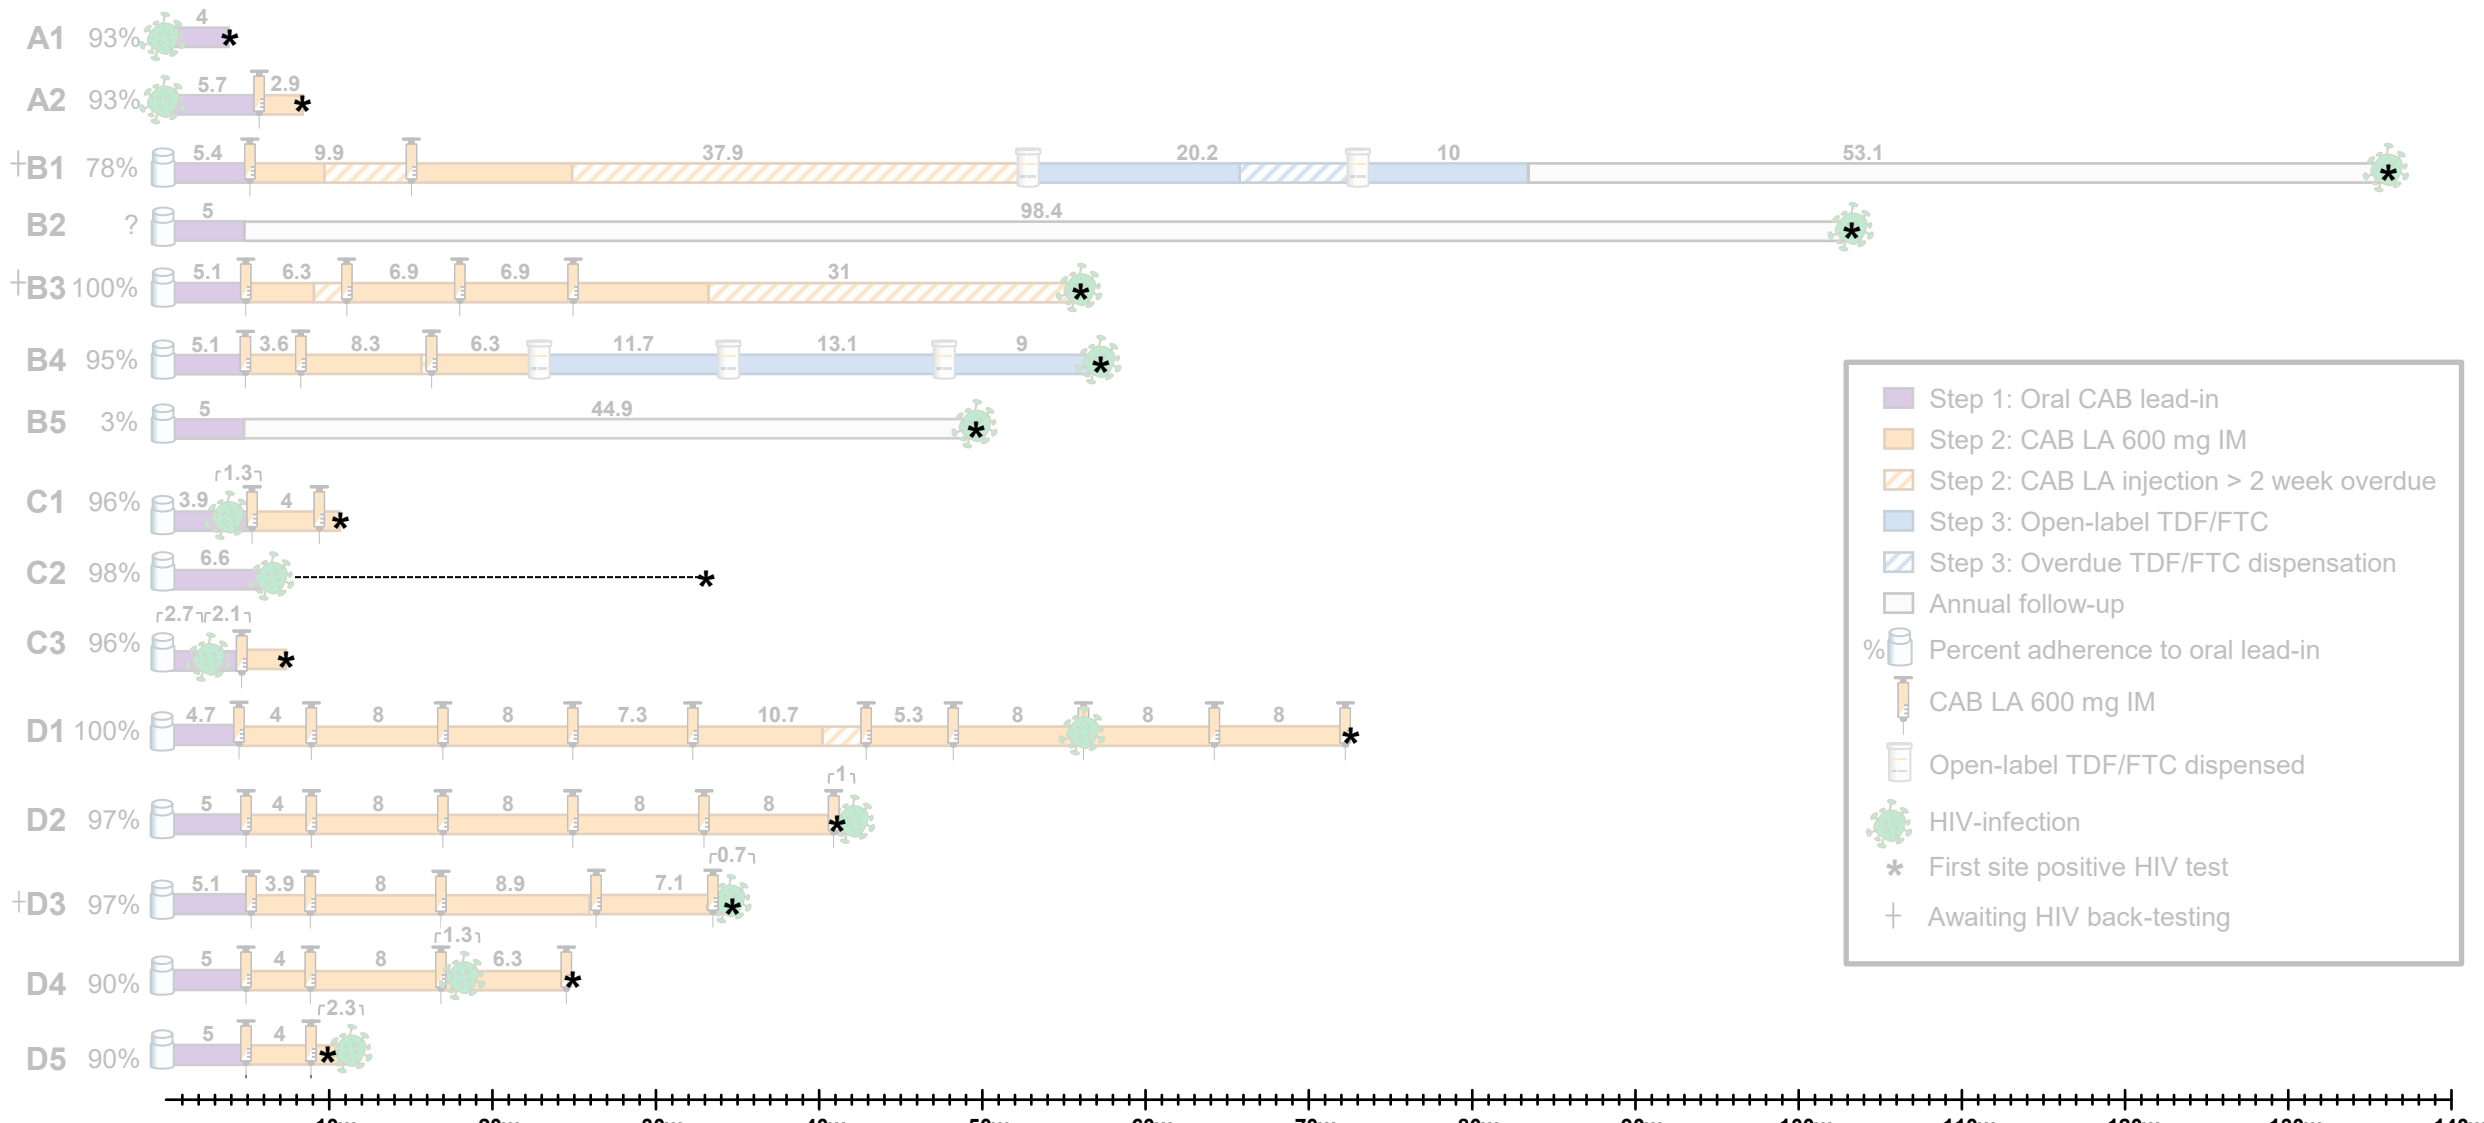 A1 93% 4 *
A2 93% 5.7 2.9 *
†B1 78% 5.4 9.9 37.9 20.2 10 53.1 *
B2 ? 5 98.4 *
†B3 100% 5.1 6.3 6.9 6.9 31 *
B4 95% 5.1 3.6 8.3 6.3 11.7 13.1 9 *
B5 3% 5 44.9 *
C1 96% 3.9 1.3 4 *
C2 98% 6.6 *
C3 96% 2.7 2.1 *
D1 100% 4.7 4 8 8 7.3 10.7 5.3 8 8 8 *
D2 97% 5 4 8 8 8 8 1 *
†D3 97% 5.1 3.9 8 8.9 7.1 0.7 *
D4 90% 5 4 8 1.3 6.3 *
D5 90% 5 4 2.3 *
Step 1: Oral CAB lead-in
Step 2: CAB LA 600 mg IM
Step 2: CAB LA injection > 2 week overdue
Step 3: Open-label TDF/FTC
Step 3: Overdue TDF/FTC dispensation
Annual follow-up
% Percent adherence to oral lead-in
CAB LA 600 mg IM
Open-label TDF/FTC dispensed
HIV-infection
* First site positive HIV test
† Awaiting HIV back-testing